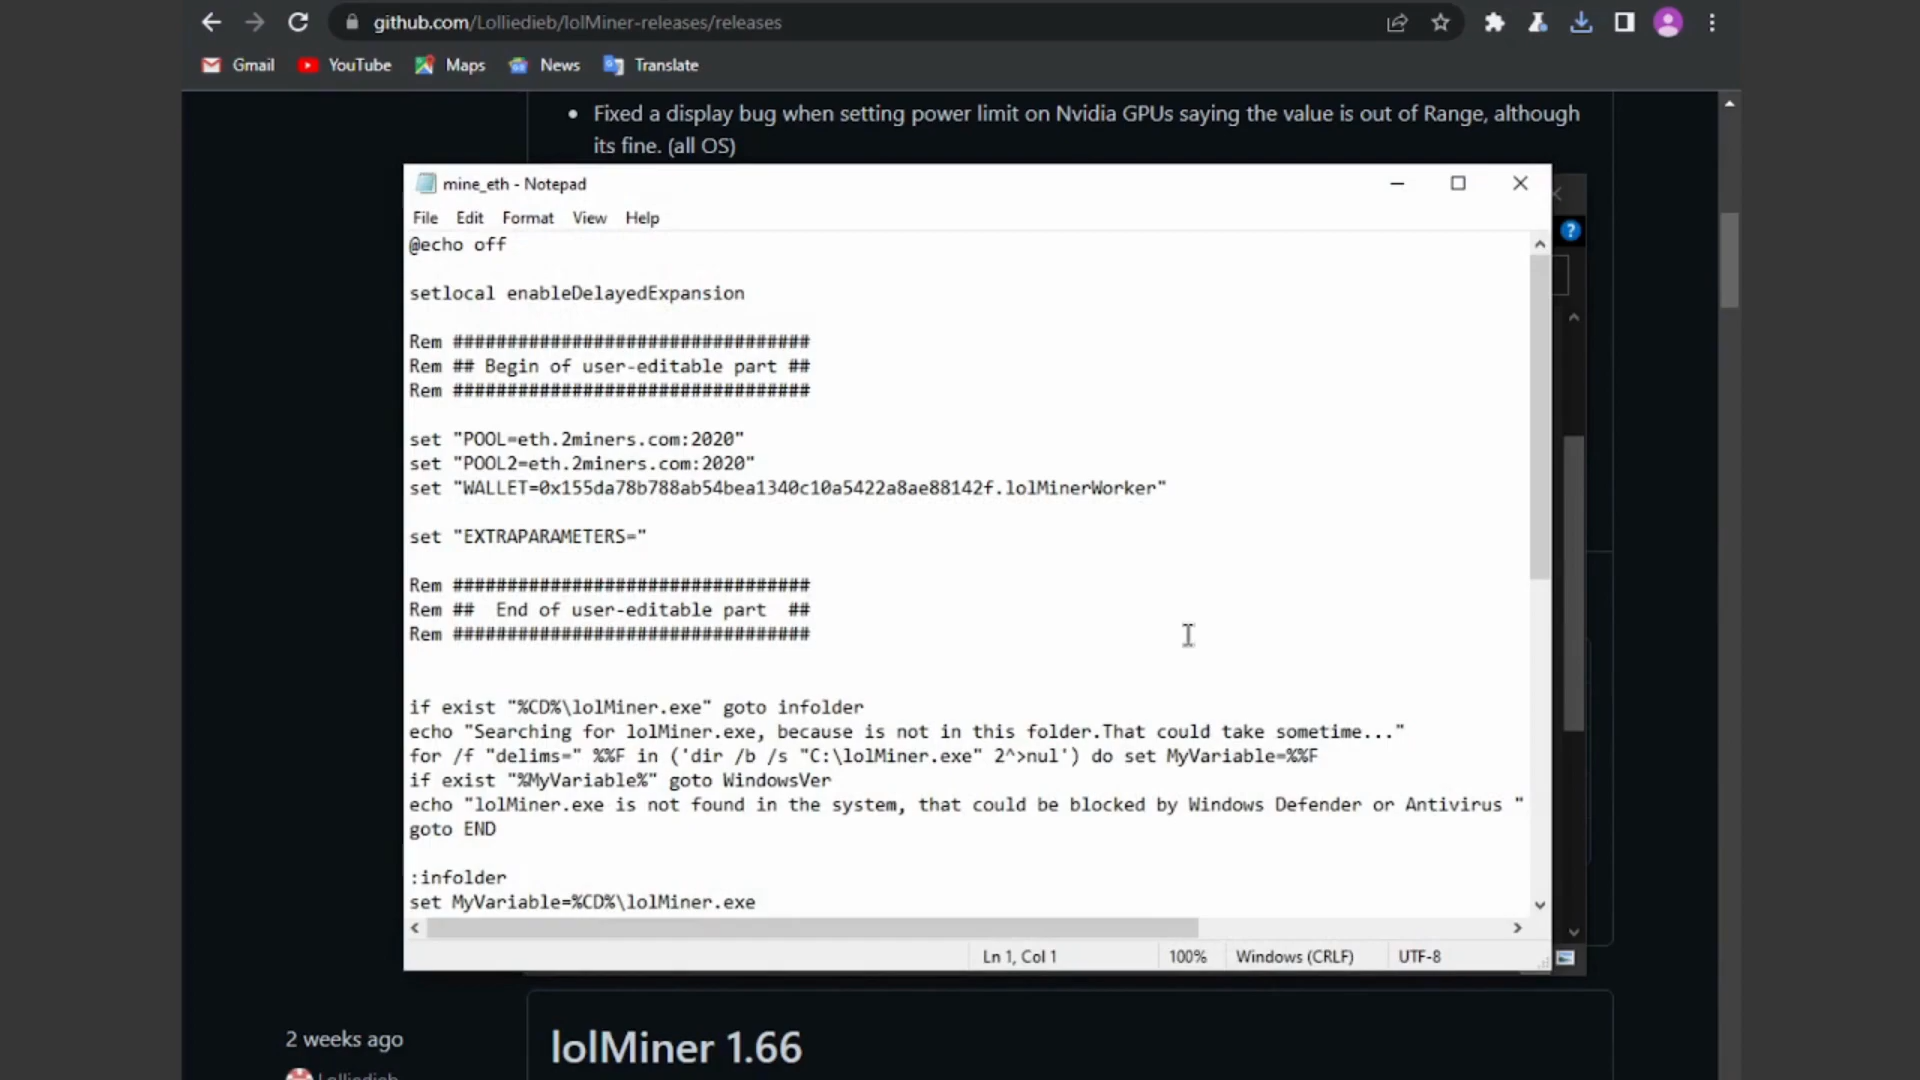 github.com/Lolliedieb/lolMiner-releases/releases
Gmail YouTube Maps News Translate
Fixed a display bug when setting power limit on Nvidia GPUs saying the value is out of Range, although
its fine. (all OS)
mine_eth - Notepad
File Edit Format View Help
@echo off
setlocal enableDelayedExpansion
Rem #################################
Rem ## Begin of user-editable part ##
Rem #################################
set "POOL=eth.2miners.com:2020"
set "POOL2=eth.2miners.com:2020"
set "WALLET=0x155da78b788ab54bea1340c10a5422a8ae88142f.lolMinerWorker"
set "EXTRAPARAMETERS="
Rem #################################
Rem ##  End of user-editable part  ##
Rem #################################
if exist "%CD%\lolMiner.exe" goto infolder
echo "Searching for lolMiner.exe, because is not in this folder.That could take sometime..."
for /f "delims=" %%F in ('dir /b /s "C:\lolMiner.exe" 2^>nul') do set MyVariable=%%F
if exist "%MyVariable%" goto WindowsVer
echo "lolMiner.exe is not found in the system, that could be blocked by Windows Defender or Antivirus "
goto END
:infolder
set MyVariable=%CD%\lolMiner.exe
Ln 1, Col 1 100% Windows (CRLF) UTF-8
2 weeks ago
lolMiner 1.66
Lolliedieb